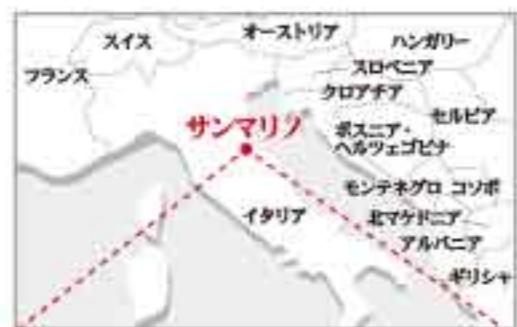 スイス
オーストリア
ハンガリー
フランス
スロベニア
クロアチア
セルビア
サンマリノ
ボスニア・
ヘルツェゴビナ
モンテネグロ コソボ
イタリア
北マケドニア
アルバニア
ギリシャ